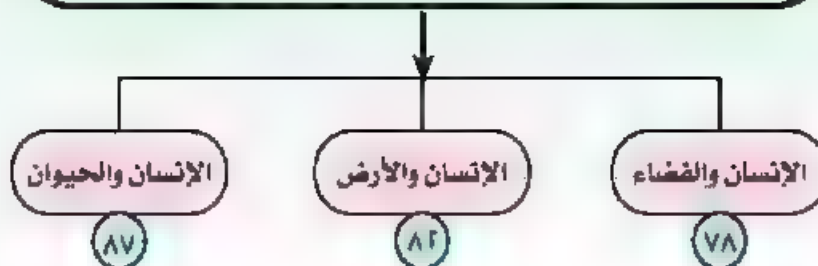 الإنسان والفضاء
الإنسان والأرض
الإنسان والحيوان
٧٨
٨٢
٨٧